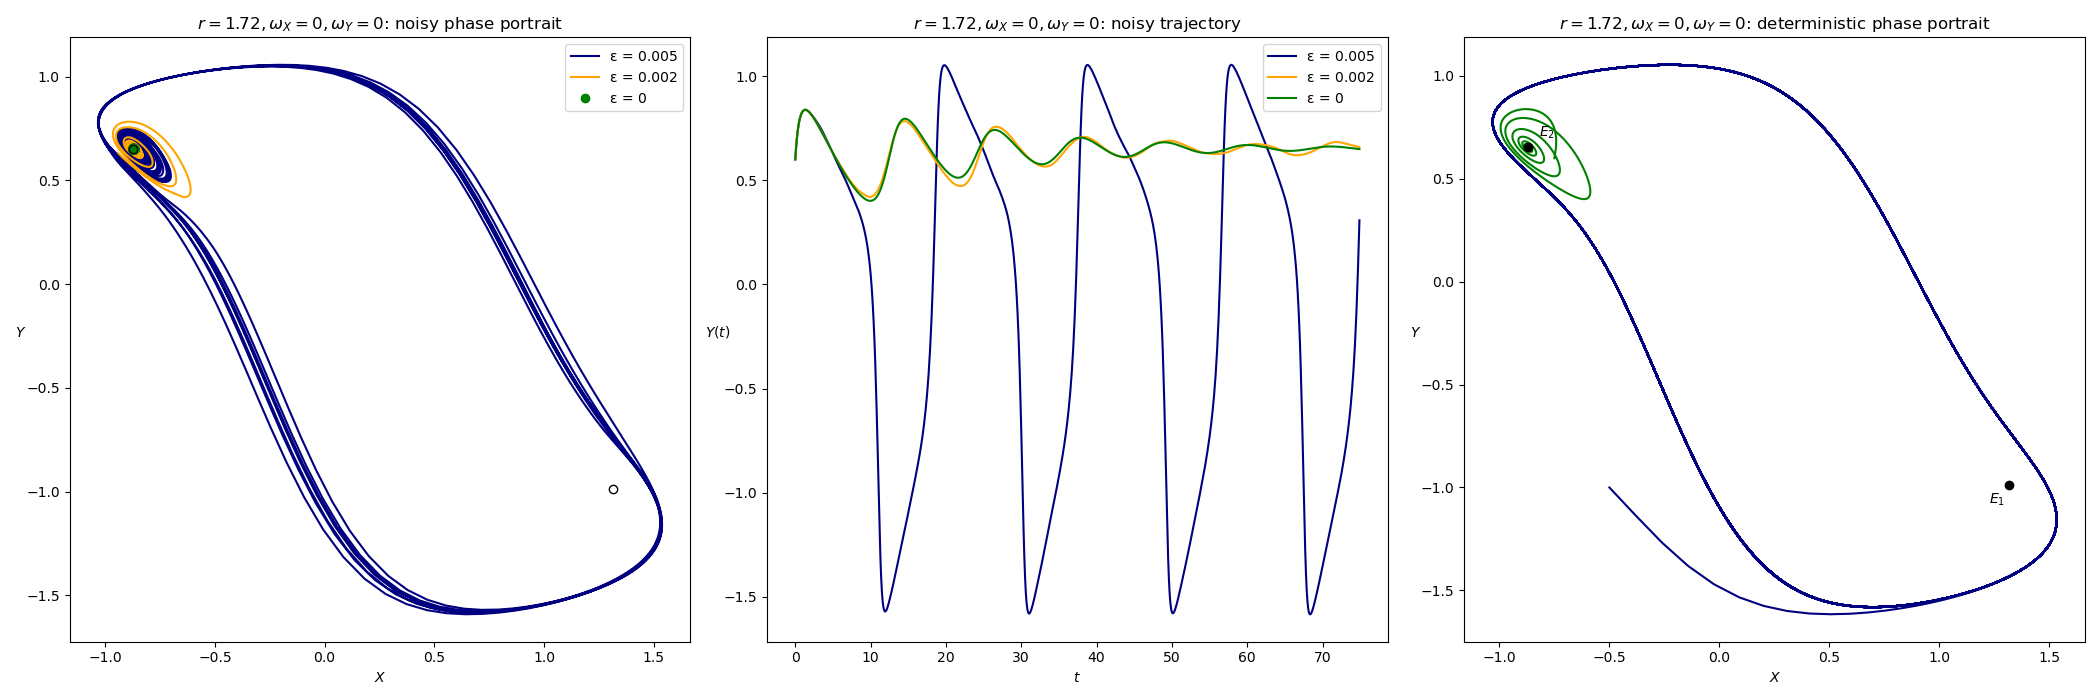 r = 1.72, ω_X = 0, ω_Y = 0: noisy phase portrait
ε = 0.005
ε = 0.002
ε = 0
1.0
0.5
0.0
−0.5
−1.0
−1.5
Y
−1.0 −0.5 0.0 0.5 1.0 1.5
X
r = 1.72, ω_X = 0, ω_Y = 0: noisy trajectory
ε = 0.005
ε = 0.002
ε = 0
1.0
0.5
0.0
−0.5
−1.0
−1.5
Y(t)
0 10 20 30 40 50 60 70
t
r = 1.72, ω_X = 0, ω_Y = 0: deterministic phase portrait
E_2
E_1
1.0
0.5
0.0
−0.5
−1.0
−1.5
Y
−1.0 −0.5 0.0 0.5 1.0 1.5
X